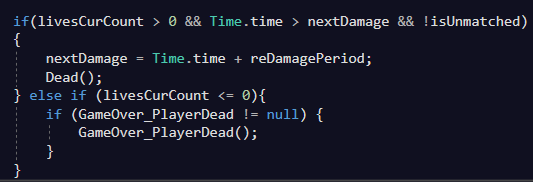 if(livesCurCount > 0 && Time.time > nextDamage && !isUnmatched)
{
nextDamage = Time.time + reDamagePeriod;
Dead();
} else if (livesCurCount <= 0){
if (GameOver_PlayerDead != null) {
GameOver_PlayerDead();
}
}